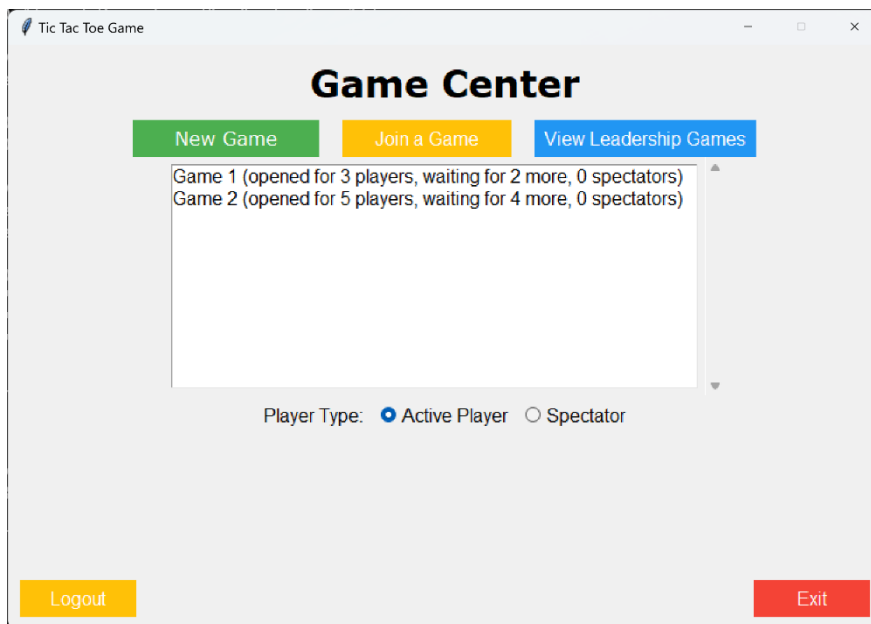 Tic Tac Toe Game
Game Center
New Game Join a Game View Leadership Games
Game 1 (opened for 3 players, waiting for 2 more, 0 spectators)
Game 2 (opened for 5 players, waiting for 4 more, 0 spectators)
Player Type: Active Player Spectator
Logout Exit